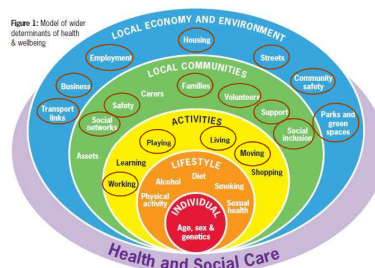 Figure 1: Model of wider
determinants of health
& wellbeing
LOCAL ECONOMY AND ENVIRONMENT
Housing
Employment
Streets
Business
Community
safety
Transport
links
Parks and
green
spaces
LOCAL COMMUNITIES
Families
Carers
Volunteers
Safety
Support
Social
networks
Social
inclusion
Assets
ACTIVITIES
Playing
Living
Learning
Moving
Working
Shopping
LIFESTYLE
Diet
Alcohol
Smoking
Physical
activity
Sexual
health
INDIVIDUAL
Age, sex &
genetics
Health and Social Care